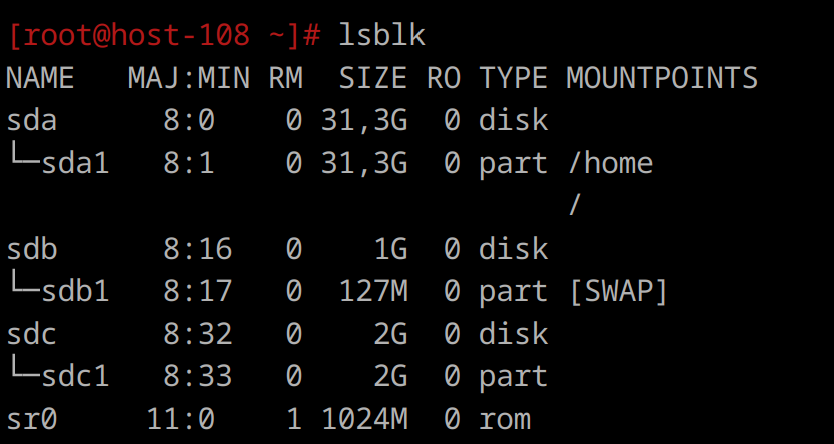 [root@host-108 ~]# lsblk
NAME   MAJ:MIN RM   SIZE RO TYPE MOUNTPOINTS
sda      8:0    0 31,3G  0 disk
└─sda1   8:1    0 31,3G  0 part /home
                                /
sdb      8:16   0    1G  0 disk
└─sdb1   8:17   0  127M  0 part [SWAP]
sdc      8:32   0    2G  0 disk
└─sdc1   8:33   0    2G  0 part
sr0     11:0    1 1024M  0 rom